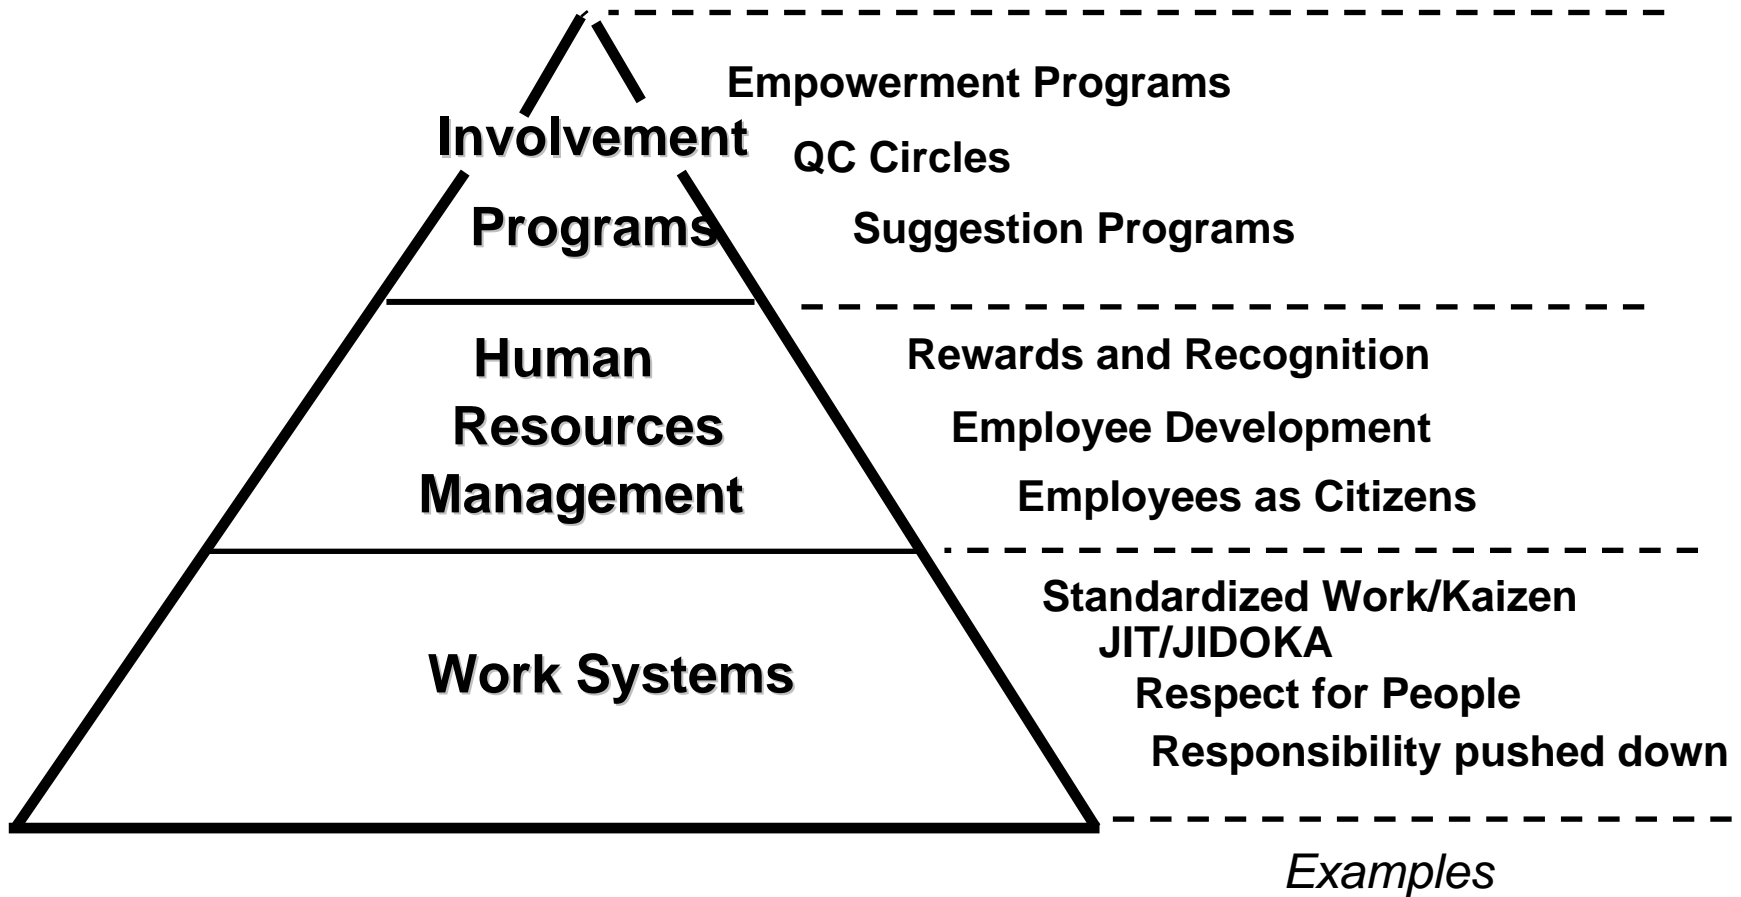 Empowerment Programs
Involvement
QC Circles
Programs
Suggestion Programs
Human
Rewards and Recognition
Resources
Employee Development
Management
Employees as Citizens
Standardized Work/Kaizen
JIT/JIDOKA
Work Systems
Respect for People
Responsibility pushed down
Examples